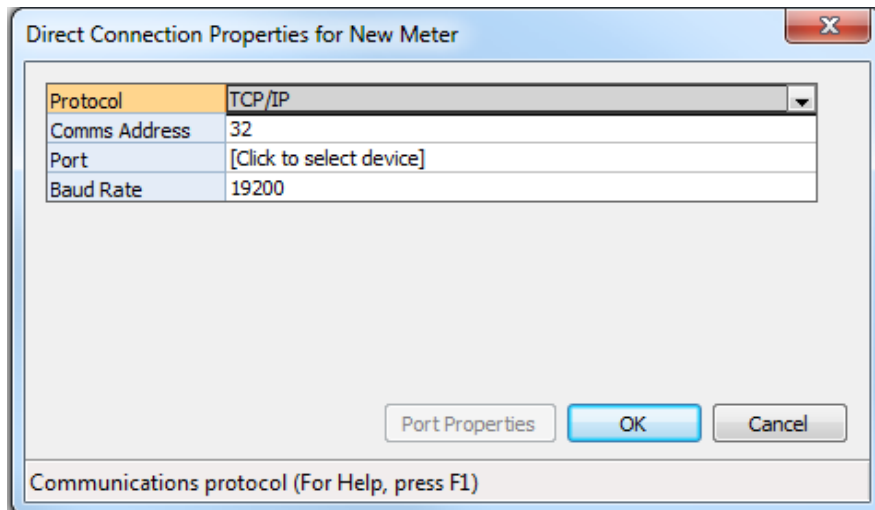 Direct Connection Properties for New Meter
Protocol TCP/IP
Comms Address 32
Port [Click to select device]
Baud Rate 19200
Port Properties OK Cancel
Communications protocol (For Help, press F1)